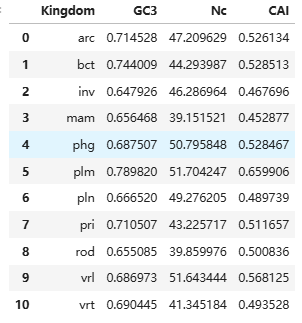 Kingdom GC3 Nc CAI
0 arc 0.714528 47.209629 0.526134
1 bct 0.744009 44.293987 0.528513
2 inv 0.647926 46.286964 0.467696
3 mam 0.656468 39.151521 0.452877
4 phg 0.687507 50.795848 0.528467
5 plm 0.789820 51.704247 0.659906
6 pln 0.666520 49.276205 0.489739
7 pri 0.710507 43.225717 0.511657
8 rod 0.655085 39.859976 0.500836
9 vrl 0.686973 51.643444 0.568125
10 vrt 0.690445 41.345184 0.493528